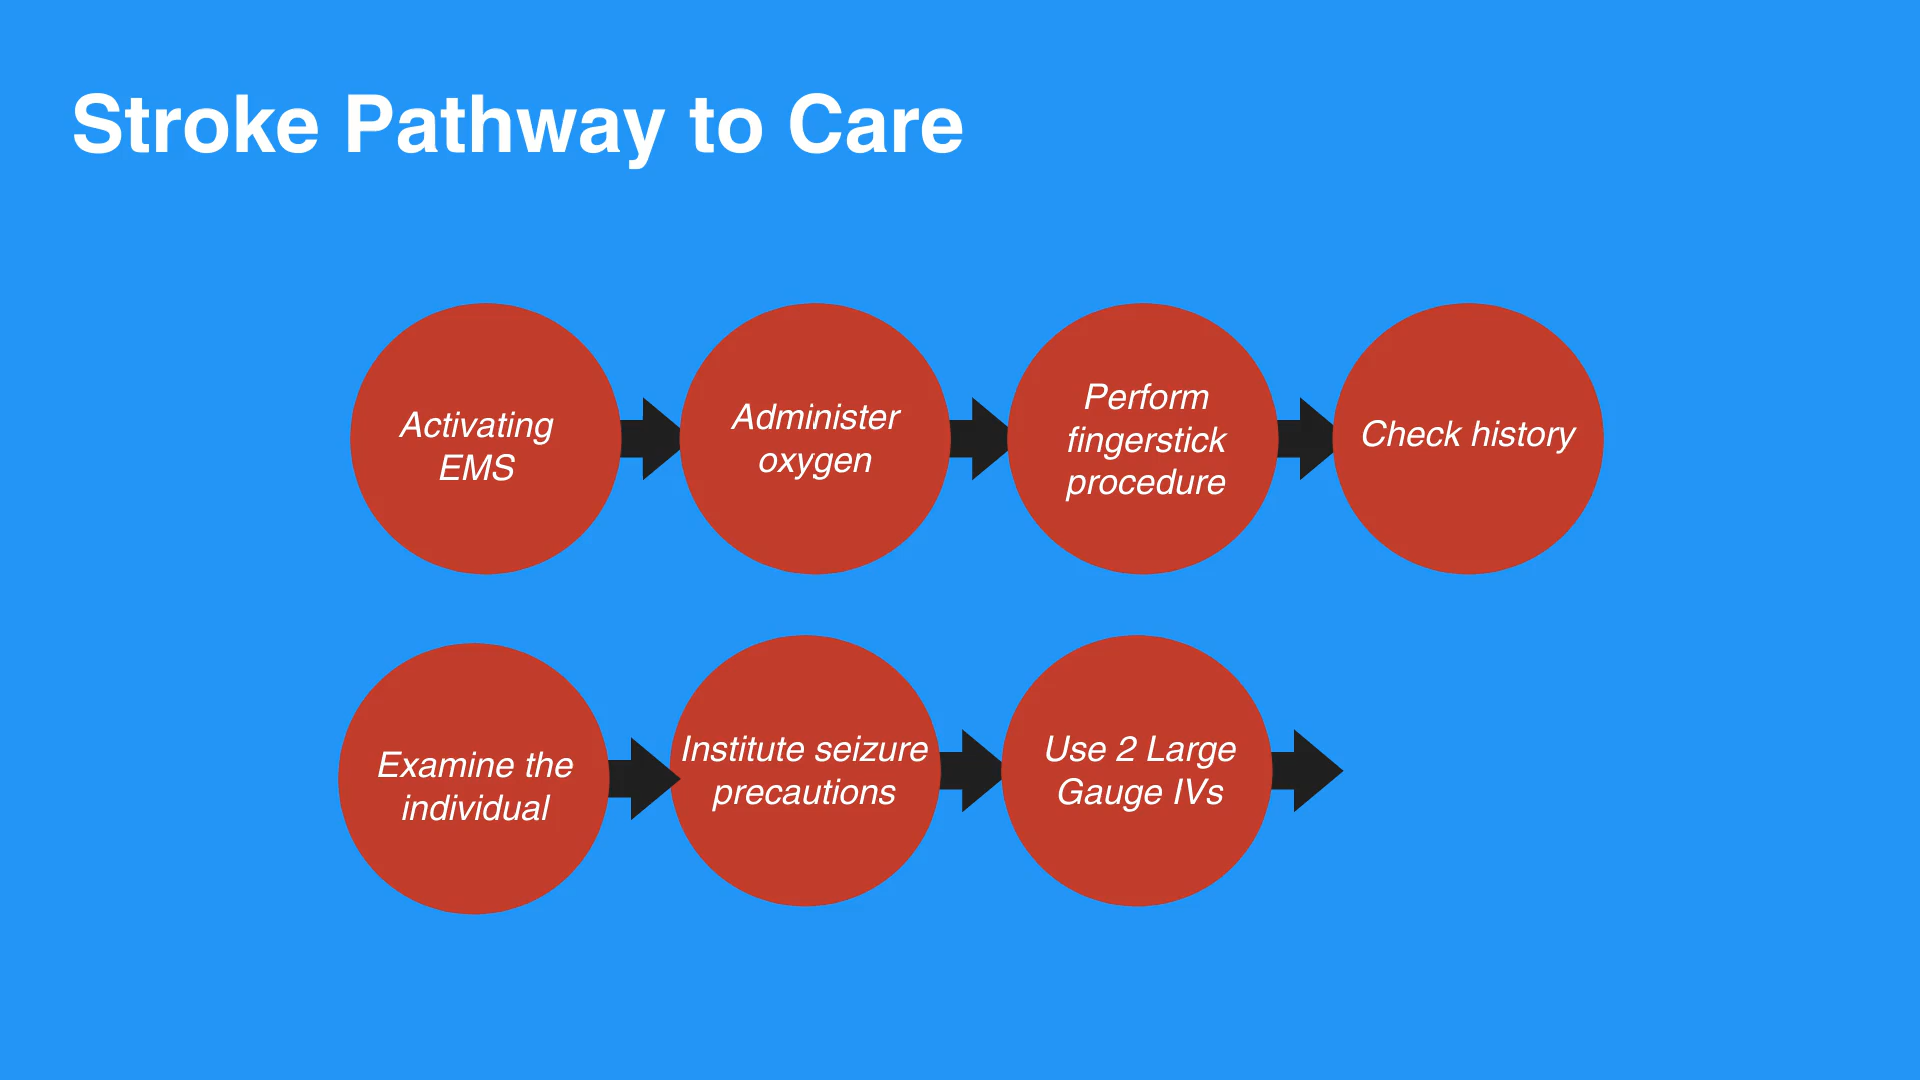 Stroke Pathway to Care
Activating
EMS
Administer
oxygen
Perform
fingerstick
procedure
Check history
Examine the
individual
Institute seizure
precautions
Use 2 Large
Gauge IVs